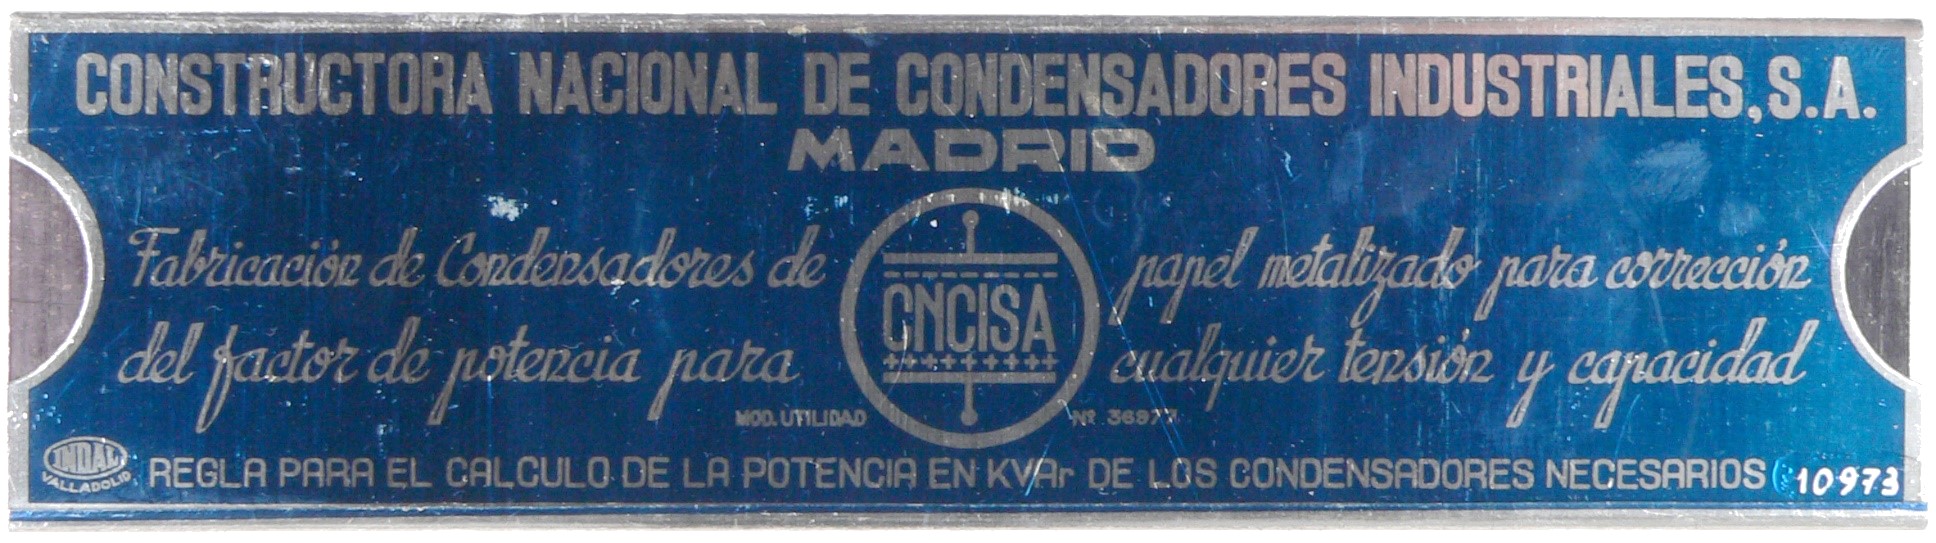 CONSTRUCTORA NACIONAL DE CONDENSADORES INDUSTRIALES, S.A.
MADRID
Fabricación de Condensadores de papel metalizado para corrección
CNCISA
del factor de potencia para cualquier tensión y capacidad
MOD. UTILIDAD Nº 36977
INDAL
VALLADOLID
REGLA PARA EL CALCULO DE LA POTENCIA EN KVAr DE LOS CONDENSADORES NECESARIOS
10973